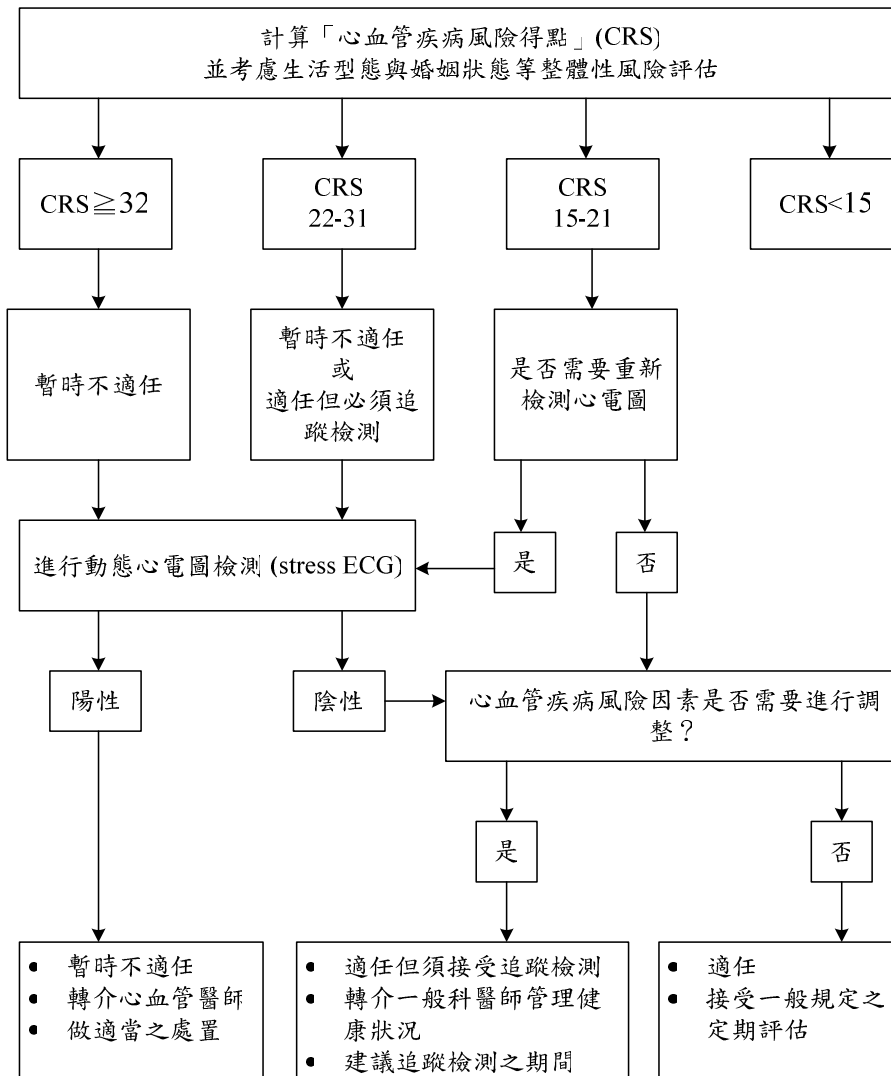 計算「心血管疾病風險得點」(CRS)
並考慮生活型態與婚姻狀態等整體性風險評估
CRS≧32
CRS
22-31
CRS
15-21
CRS<15
暫時不適任
暫時不適任
或
適任但必須追
蹤檢測
是否需要重新
檢測心電圖
進行動態心電圖檢測 (stress ECG)
是
否
陽性
陰性
心血管疾病風險因素是否需要進行調
整？
是
否
• 暫時不適任
• 轉介心血管醫師
• 做適當之處置
• 適任但須接受追蹤檢測
• 轉介一般科醫師管理健
康狀況
• 建議追蹤檢測之期間
• 適任
• 接受一般規定之
定期評估